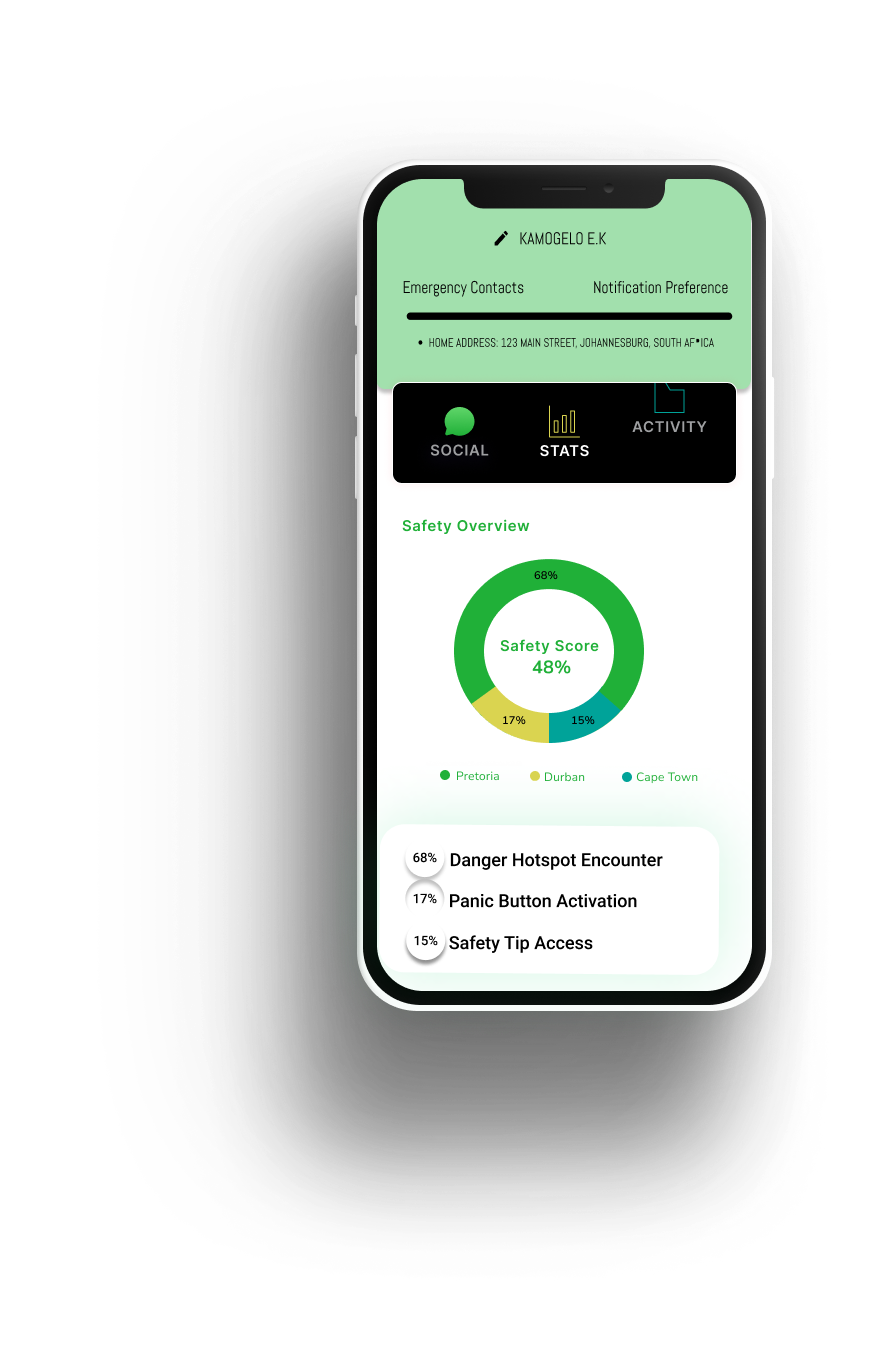 KAMOGELO E.K
Emergency Contacts Notification Preference
• HOME ADDRESS: 123 MAIN STREET, JOHANNESBURG, SOUTH AF*ICA
SOCIAL STATS ACTIVITY
Safety Overview
68%
Safety Score
48%
17% 15%
Pretoria Durban Cape Town
68% Danger Hotspot Encounter
17% Panic Button Activation
15% Safety Tip Access